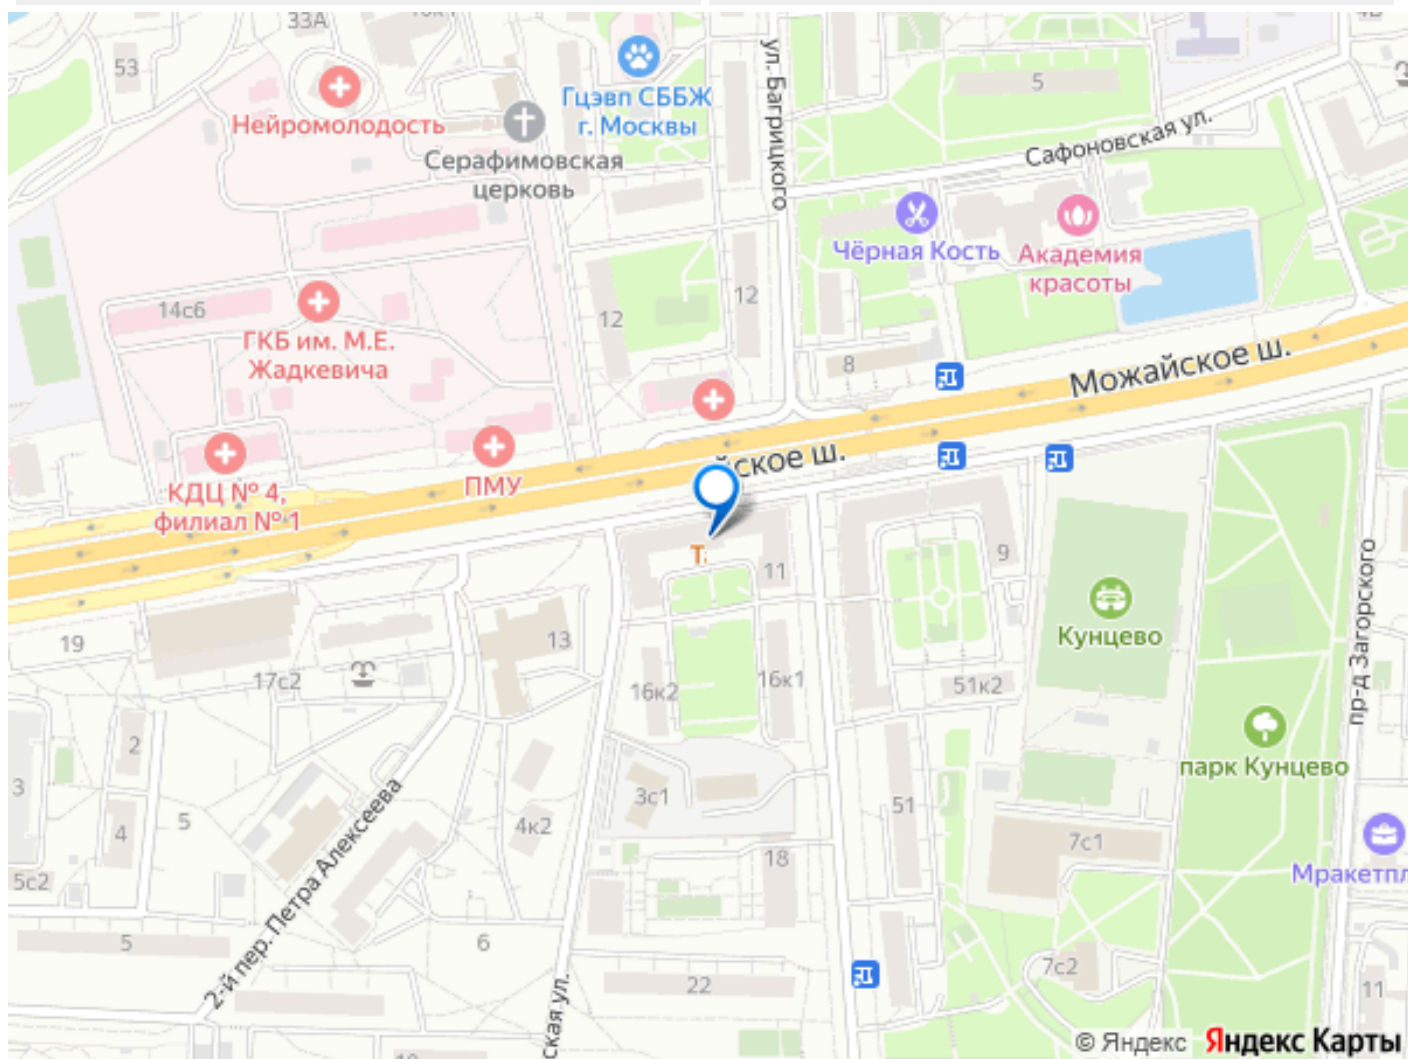 33А
53
Нейромолодость
Гцэвп СББЖ
г. Москвы
Серафимовская
церковь
ул. Багрицкого
5
Сафоновская ул.
Чёрная Кость
Академия
красоты
14с6
ГКБ им. М.Е.
Жадкевича
12
12
8
Можайское ш.
КДЦ № 4,
филиал № 1
ПМУ
йское ш.
11
9
Кунцево
пр-д Загорского
19
13
17с2
16к2
16к1
51к2
2
3
4
5
парк Кунцево
3с1
4к2
51
7с1
18
5с2
Мракетпл
2-й пер. Петра Алексеева
5
6
22
7с2
11
ская ул.
© Яндекс
Яндекс Карты